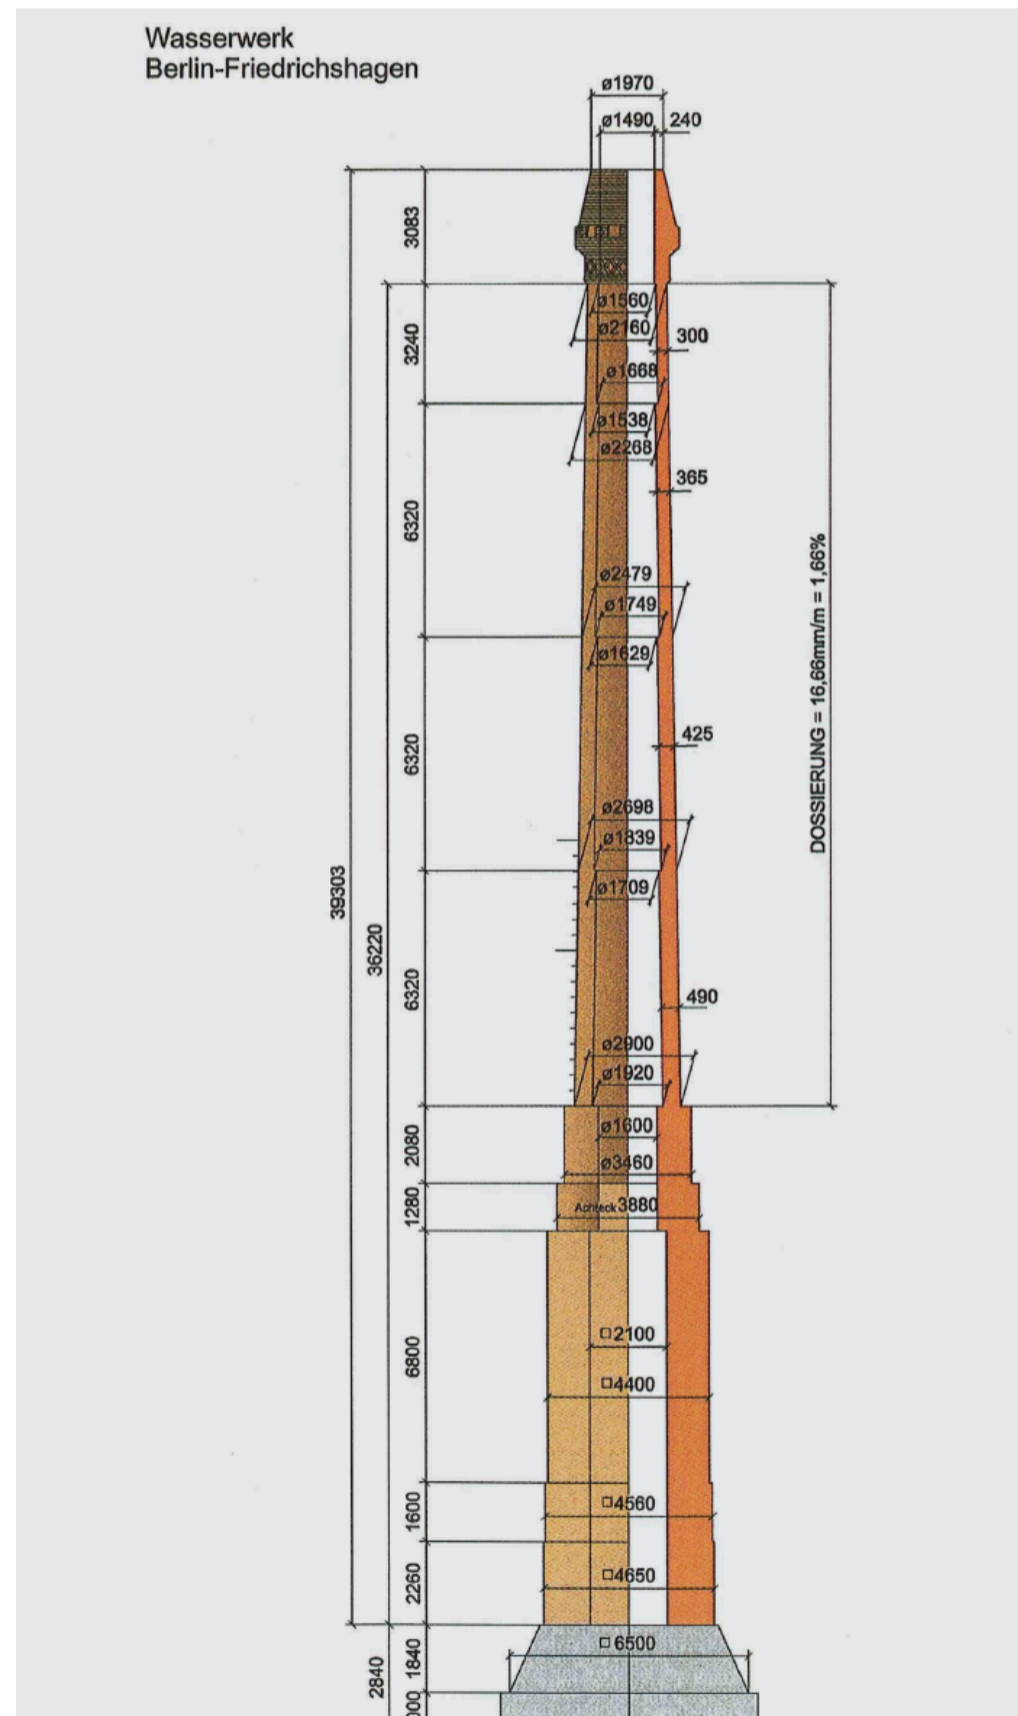 Wasserwerk
Berlin-Friedrichshagen
ø1970
ø1490
240
3083
ø1560
ø2160
300
3240
ø1668
ø1538
ø2268
365
6320
ø2479
ø1749
ø1629
DOSSIERUNG = 16,66mm/m = 1,66%
425
6320
ø2698
ø1839
ø1709
39303
36220
6320
490
ø2900
ø1920
2080
ø1600
ø3460
1280
Achteck 3880
6800
□2100
□4400
1600
□4560
2260
□4650
□6500
1840
2840